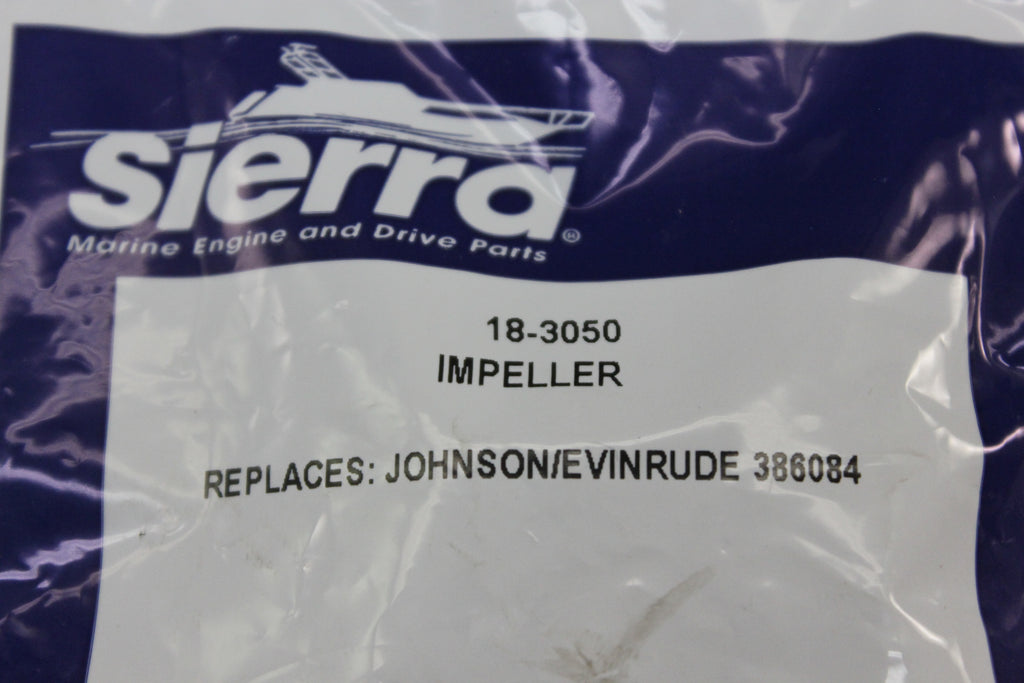 sierra®
Marine Engine and Drive Parts
18-3050
IMPELLER
REPLACES: JOHNSON/EVINRUDE 386084